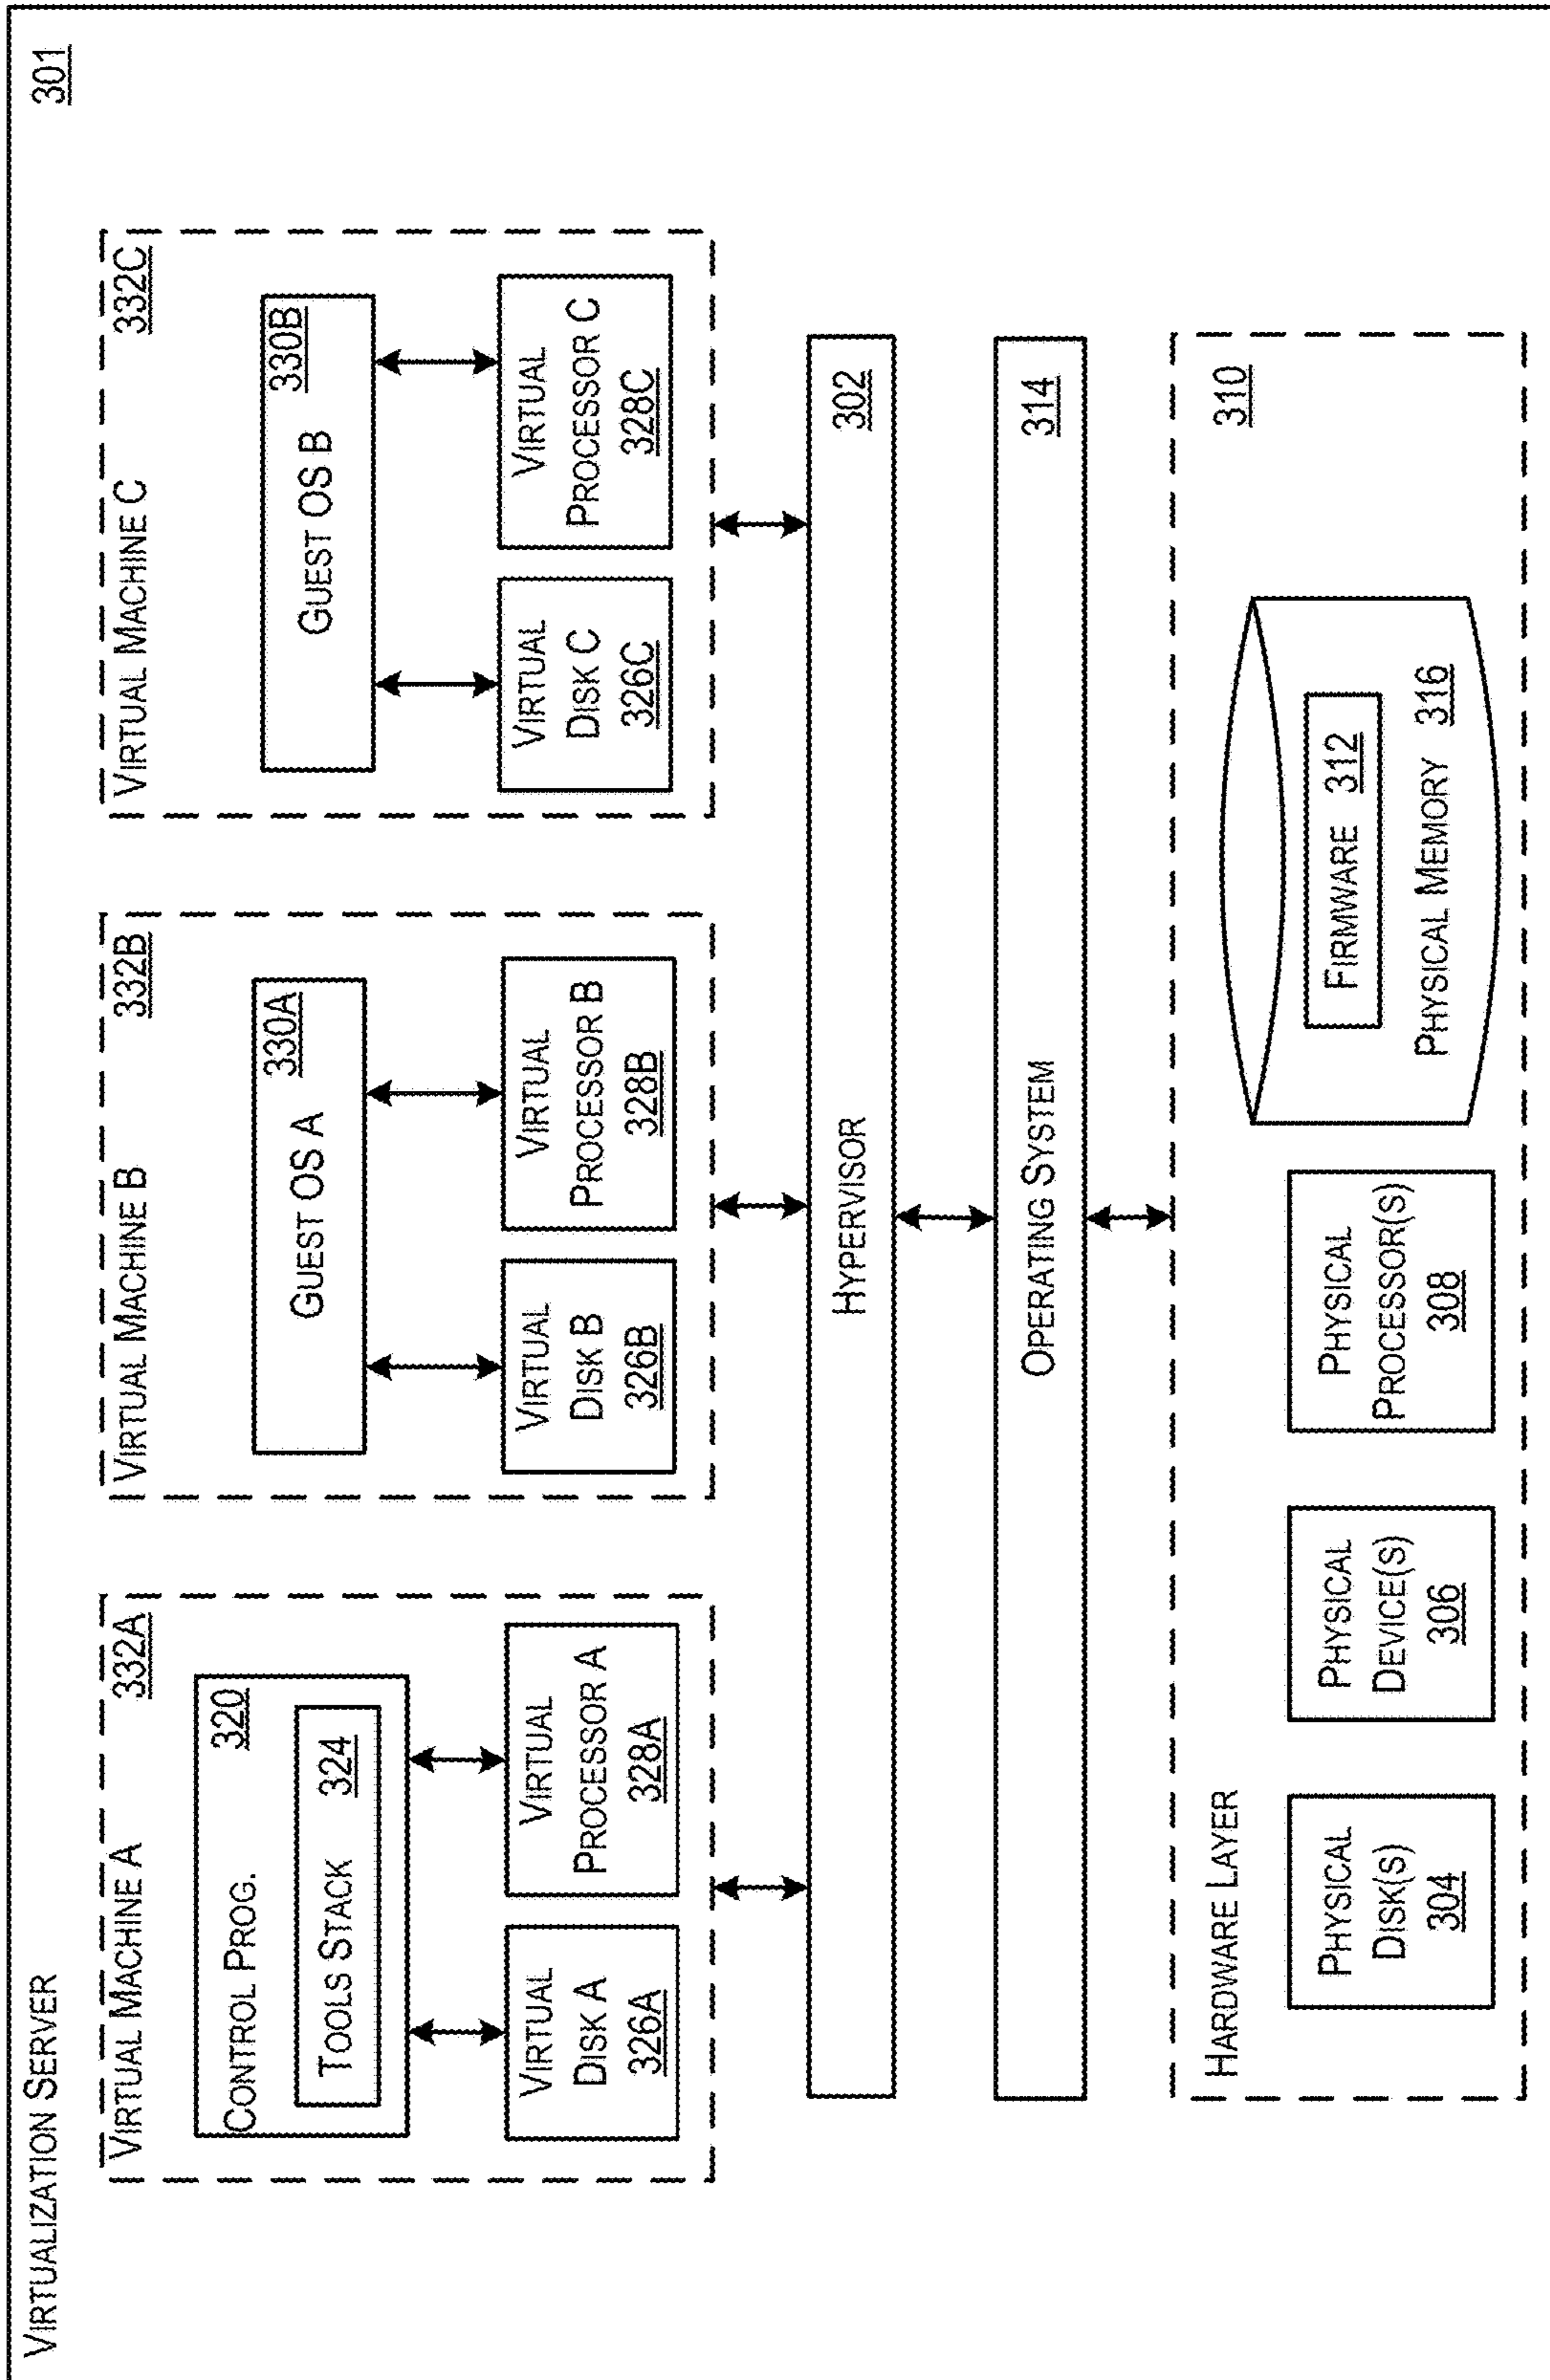 VIRTUALIZATION SERVER
301
VIRTUAL MACHINE A
332A
CONTROL PROG.
320
TOOLS STACK 324
VIRTUAL
DISK A
326A
VIRTUAL
PROCESSOR A
328A
VIRTUAL MACHINE B
332B
GUEST OS A
330A
VIRTUAL
DISK B
326B
VIRTUAL
PROCESSOR B
328B
VIRTUAL MACHINE C
332C
GUEST OS B
330B
VIRTUAL
DISK C
326C
VIRTUAL
PROCESSOR C
328C
HYPERVISOR
302
OPERATING SYSTEM
314
HARDWARE LAYER
310
PHYSICAL
DISK(S)
304
PHYSICAL
DEVICE(S)
306
PHYSICAL
PROCESSOR(S)
308
FIRMWARE 312
PHYSICAL MEMORY 316